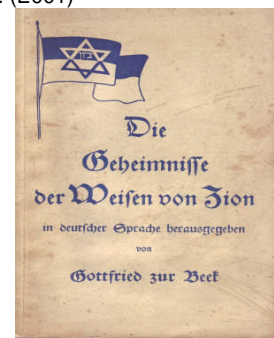 Die
Geheimnisse
der Weisen von Zion
in deutscher Sprache herausgegeben
von
Gottfried zur Beek